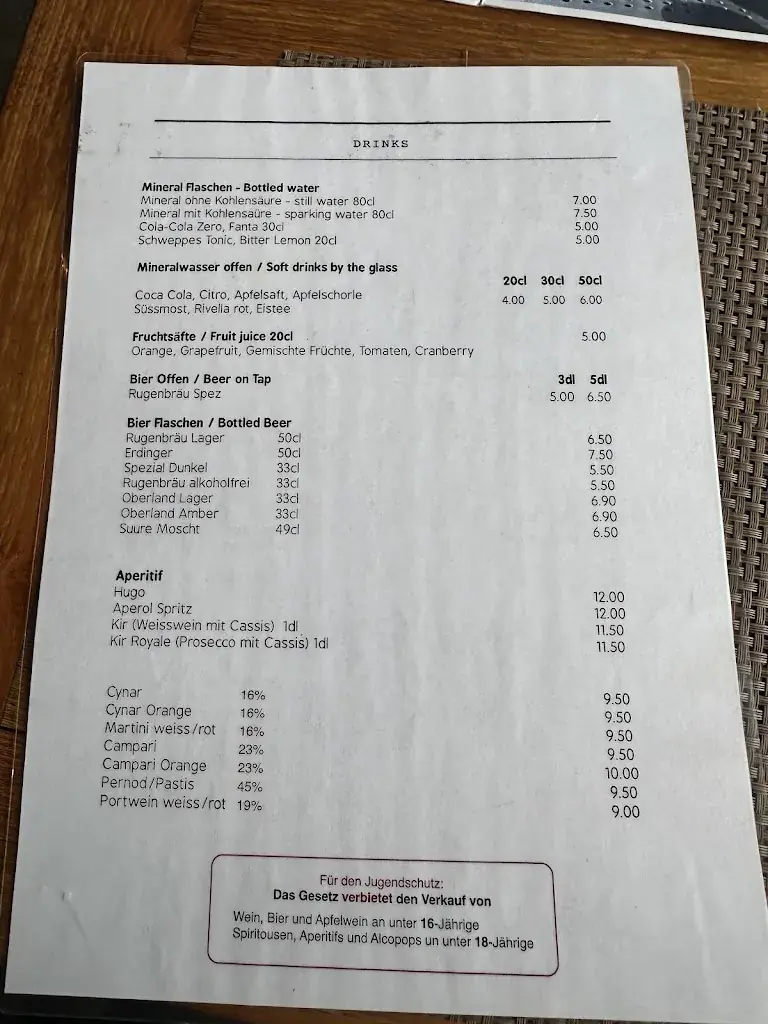 DRINKS
Mineral Flaschen - Bottled water
Mineral ohne Kohlensäure - still water 80cl 7.00
Mineral mit Kohlensaüre - sparking water 80cl 7.50
Cola-Cola Zero, Fanta 30cl 5.00
Schweppes Tonic, Bitter Lemon 20cl 5.00
Mineralwasser offen / Soft drinks by the glass
20cl 30cl 50cl
Coca Cola, Citro, Apfelsaft, Apfelschorle 4.00 5.00 6.00
Süssmost, Rivella rot, Eistee
Fruchtsäfte / Fruit juice 20cl 5.00
Orange, Grapefruit, Gemischte Früchte, Tomaten, Cranberry
Bier Offen / Beer on Tap 3dl 5dl
Rugenbräu Spez 5.00 6.50
Bier Flaschen / Bottled Beer
Rugenbräu Lager 50cl 6.50
Erdinger 50cl 7.50
Spezial Dunkel 33cl 5.50
Rugenbräu alkoholfrei 33cl 5.50
Oberland Lager 33cl 6.90
Oberland Amber 33cl 6.90
Suure Moscht 49cl 6.50
Aperitif
Hugo 12.00
Aperol Spritz 12.00
Kir (Weisswein mit Cassis) 1dl 11.50
Kir Royale (Prosecco mit Cassis) 1dl 11.50
Cynar 16% 9.50
Cynar Orange 16% 9.50
Martini weiss/rot 16% 9.50
Campari 23% 9.50
Campari Orange 23% 10.00
Pernod/Pastis 45% 9.50
Portwein weiss/rot 19% 9.00
Für den Jugendschutz:
Das Gesetz verbietet den Verkauf von
Wein, Bier und Apfelwein an unter 16-Jährige
Spiritousen, Aperitifs und Alcopops un unter 18-Jährige